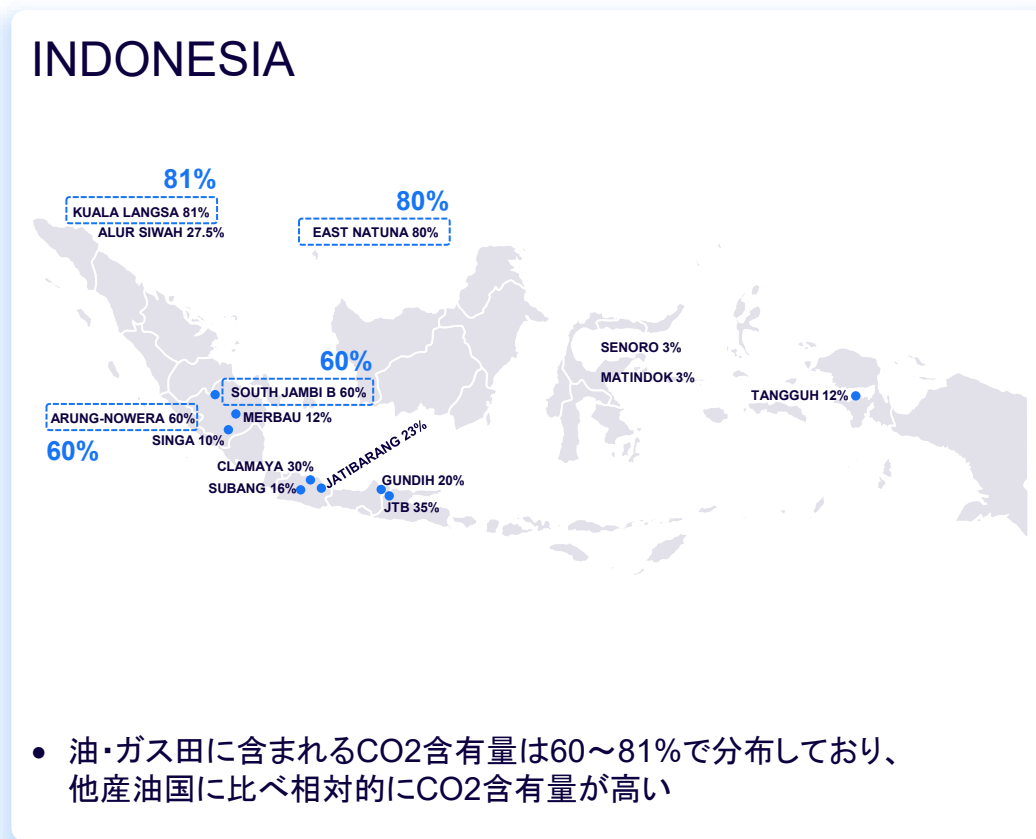 INDONESIA
81%
KUALA LANGSA 81%
ALUR SIWAH 27.5%
80%
EAST NATUNA 80%
SENORO 3%
MATINDOK 3%
TANGGUH 12%
60%
SOUTH JAMBI B 60%
ARUNG-NOWERA 60%
MERBAU 12%
SINGA 10%
60%
CLAMAYA 30%
JATIBARANG 23%
SUBANG 16%
GUNDIH 20%
JTB 35%
• 油・ガス田に含まれるCO2含有量は60～81%で分布しており、
他産油国に比べ相対的にCO2含有量が高い